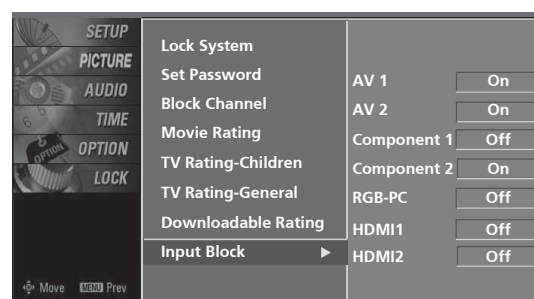 SETUP
PICTURE
AUDIO
TIME
OPTION
LOCK
Move MENU Prev
Lock System
Set Password
Block Channel
Movie Rating
TV Rating-Children
TV Rating-General
Downloadable Rating
Input Block
AV 1 On
AV 2 On
Component 1 Off
Component 2 On
RGB-PC Off
HDMI1 Off
HDMI2 Off